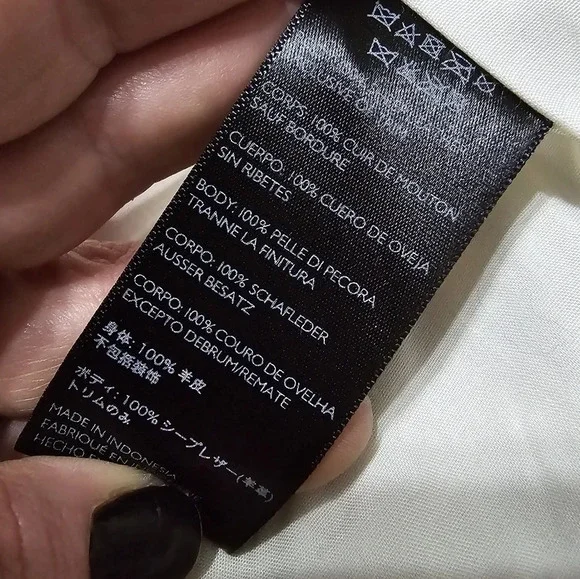 CORPS: 100% CUIR DE MOUTON
SAUF BORDURE
CUERPO: 100% CUERO DE OVEJA
SIN RIBETES
BODY: 100% PELLE DI PECORA
TRANNE LA FINITURA
CORPO: 100% SCHAFLEDER
AUSSER BESATZ
CORPO: 100% COURO DE OVELHA
EXCEPTO DEBRUM/REMATE
身体: 100% 羊皮
不包括装饰
ボディ: 100% シープレザー(羊革)
トリムのみ
MADE IN INDONESIA
FABRIQUÉ EN
HECHO EN